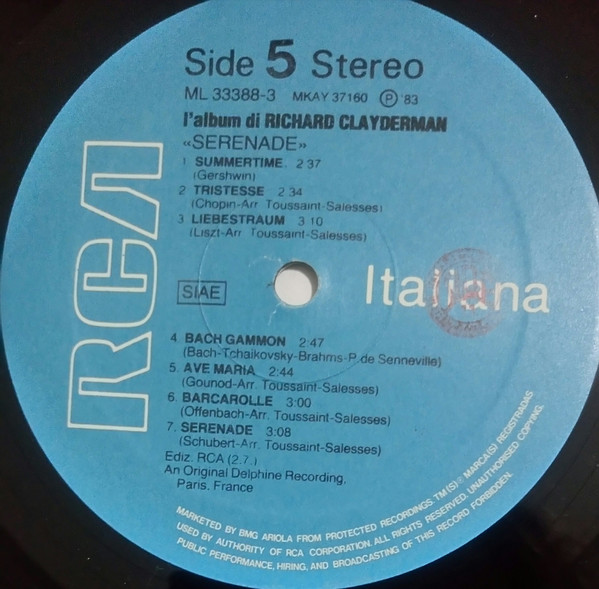 Side 5 Stereo
ML 33388-3 MKAY 37160 Ⓟ '83
l'album di RICHARD CLAYDERMAN
«SERENADE»
1 SUMMERTIME 2 37
(Gershwin)
2 TRISTESSE 2 34
(Chopin-Arr Toussaint-Salesses)
3 LIEBESTRAUM 3 10
(Liszt-Arr Toussaint-Salesses)
RCA
SIAE
Italiana
4. BACH GAMMON 2:47
(Bach-Tchaikovsky-Brahms-P. de Senneville)
5. AVE MARIA 2:44
(Gounod-Arr. Toussaint-Salesses)
6. BARCAROLLE 3:00
(Offenbach-Arr. Toussaint-Salesses)
7. SERENADE 3:08
(Schubert-Arr. Toussaint-Salesses)
Ediz. RCA (2.7.)
An Original Delphine Recording,
Paris, France
MARKETED BY BMG ARIOLA FROM PROTECTED RECORDINGS. TM(S)® MARCA(S) REGISTRADAS
USED BY AUTHORITY OF RCA CORPORATION. ALL RIGHTS RESERVED. UNAUTHORISED COPYING,
PUBLIC PERFORMANCE, HIRING, AND BROADCASTING OF THIS RECORD FORBIDDEN.